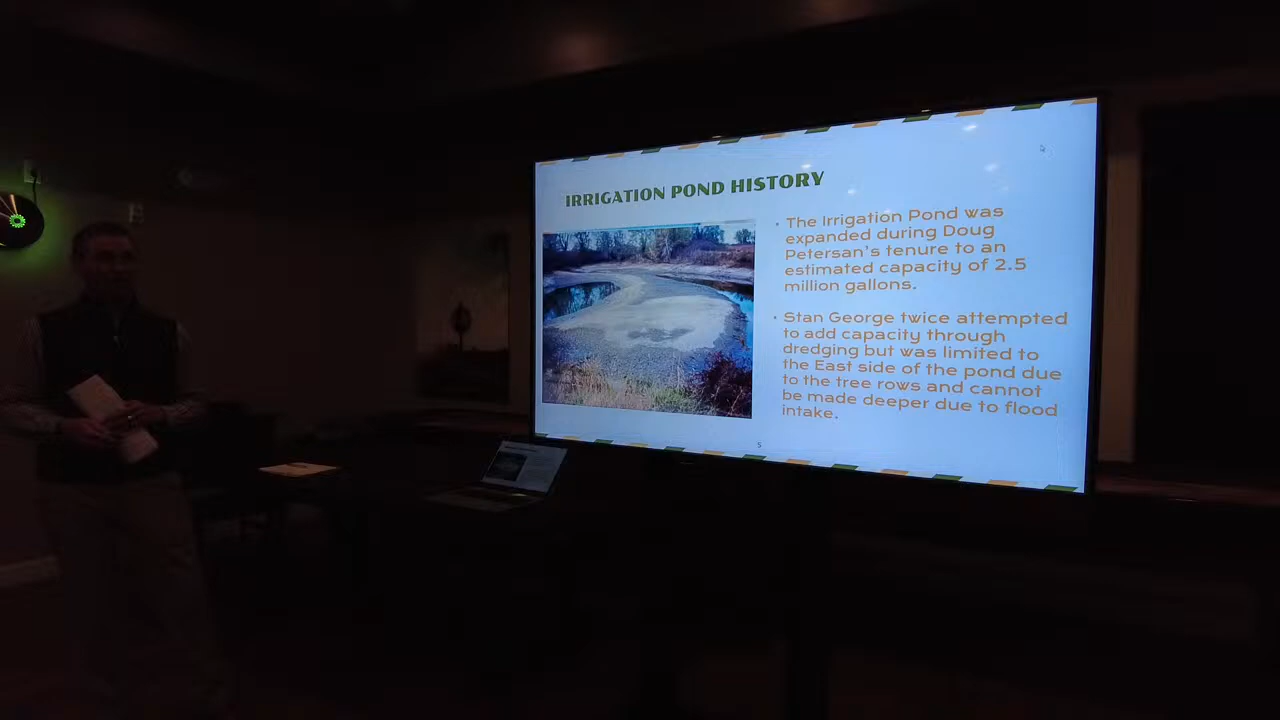 IRRIGATION POND HISTORY
• The Irrigation Pond was
expanded during Doug
Petersan's tenure to an
estimated capacity of 2.5
million gallons.
• Stan George twice attempted
to add capacity through
dredging but was limited to
the East side of the pond due
to the tree rows and cannot
be made deeper due to flood
intake.
5